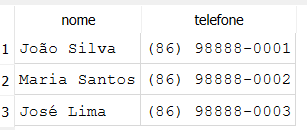 nome telefone
1 João Silva (86) 98888-0001
2 Maria Santos (86) 98888-0002
3 José Lima (86) 98888-0003